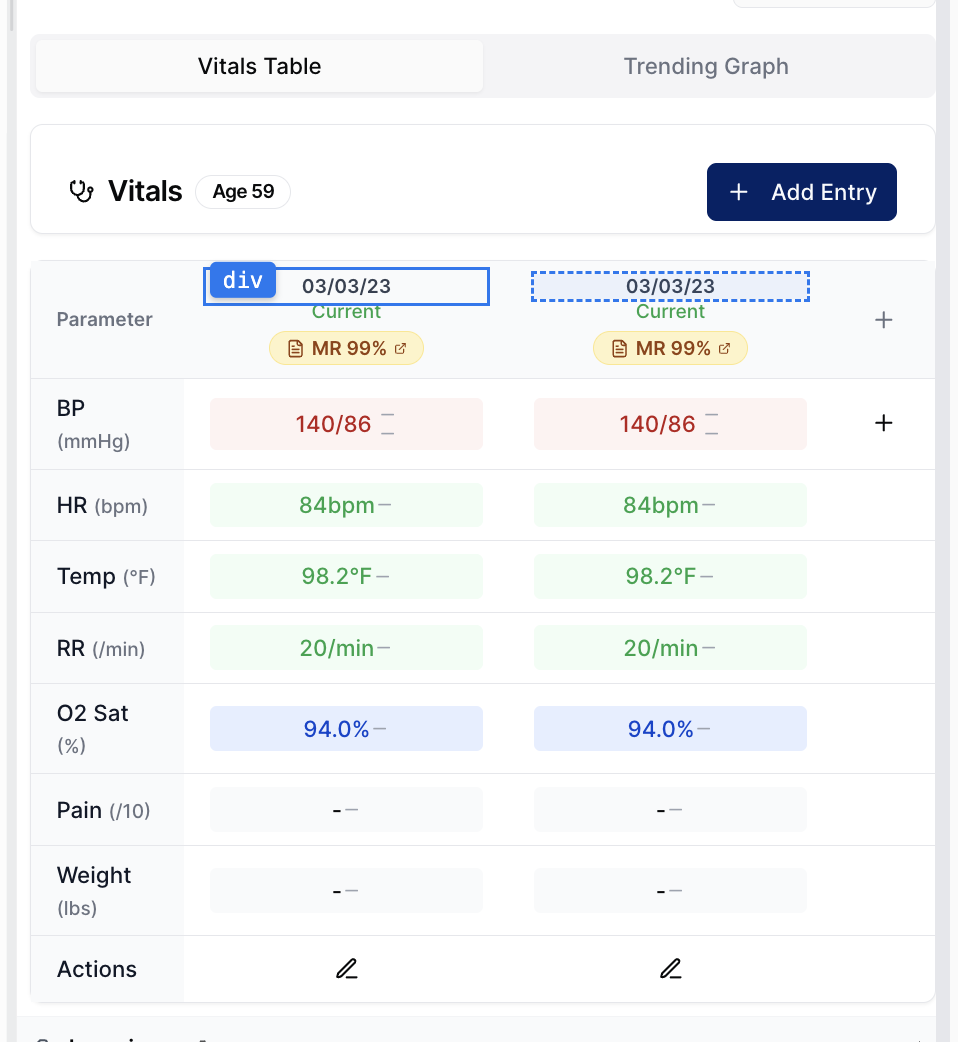 Vitals Table
Trending Graph
Vitals
Age 59
+ Add Entry
div
Parameter
03/03/23
03/03/23
+
Current
Current
MR 99%
MR 99%
BP
(mmHg)
140/86 — —
140/86 — —
+
HR (bpm)
84bpm —
84bpm —
Temp (°F)
98.2°F —
98.2°F —
RR (/min)
20/min —
20/min —
O2 Sat
(%)
94.0% —
94.0% —
Pain (/10)
- —
- —
Weight
(lbs)
- —
- —
Actions